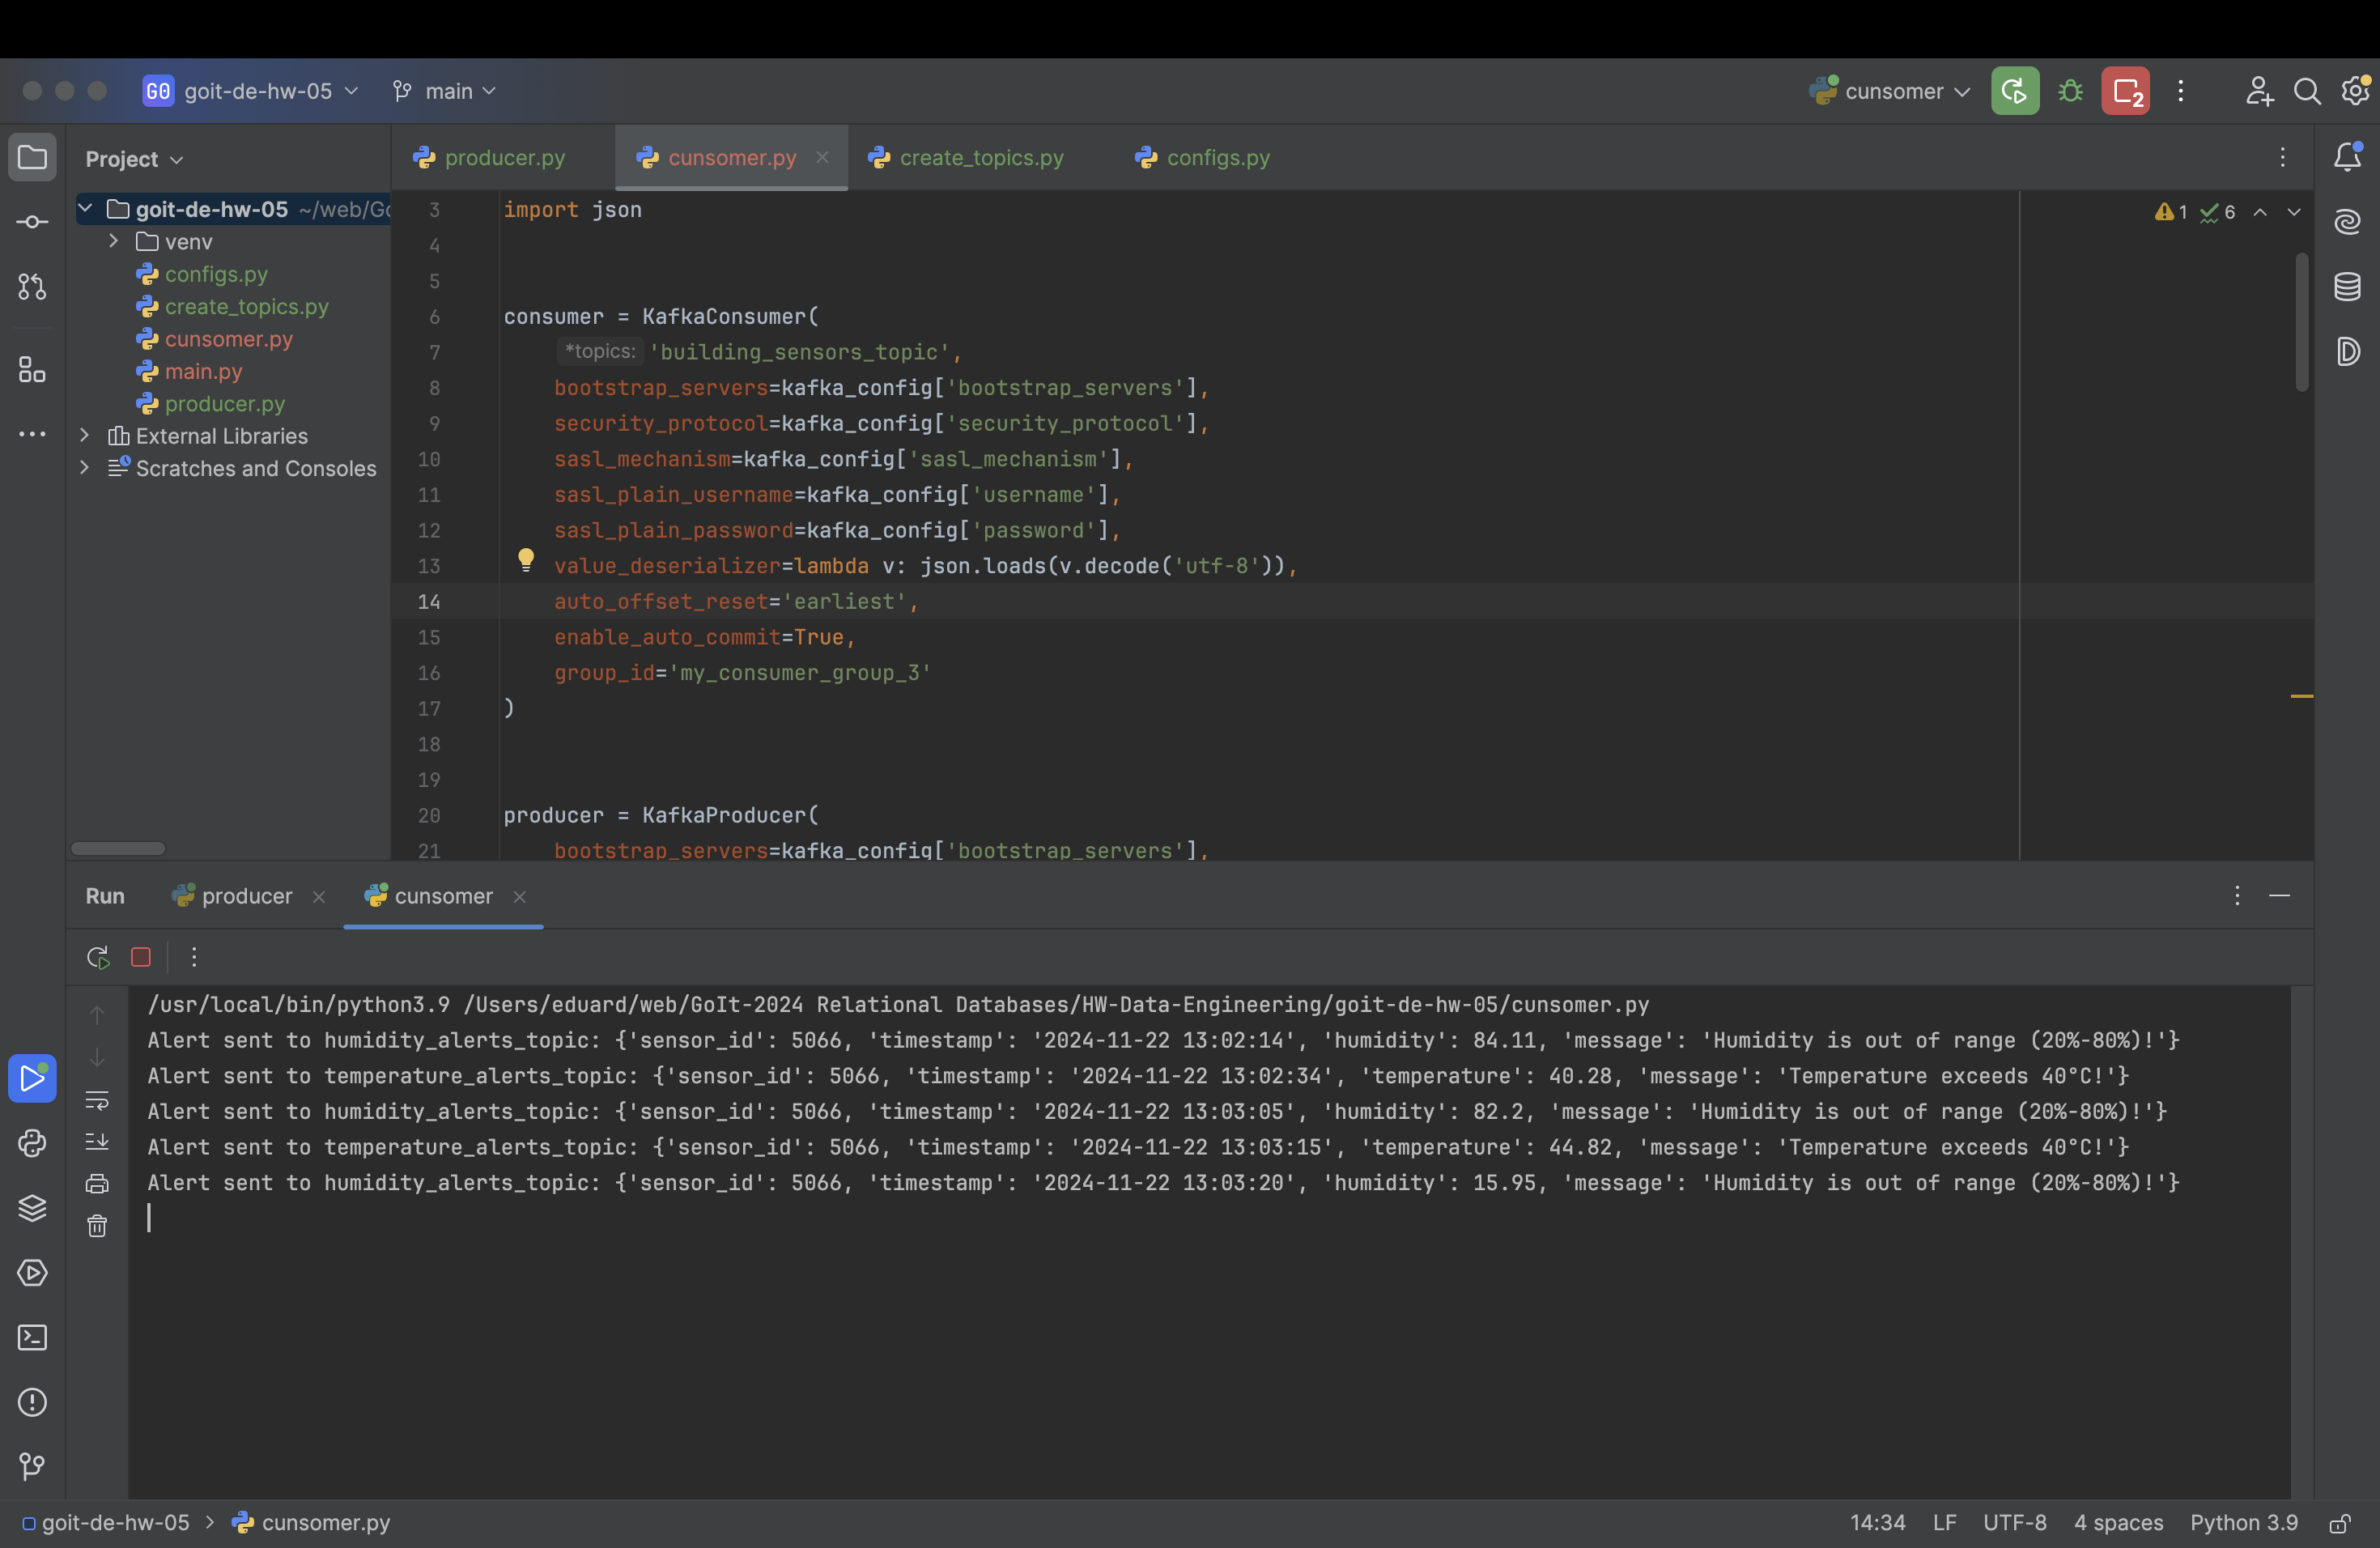 GO goit-de-hw-05 main cunsomer 2
Project
goit-de-hw-05 ~/web/Go
venv
configs.py
create_topics.py
cunsomer.py
main.py
producer.py
External Libraries
Scratches and Consoles
producer.py cunsomer.py create_topics.py configs.py
1 6
3 import json
4
5
6 consumer = KafkaConsumer(
7 *topics: 'building_sensors_topic',
8 bootstrap_servers=kafka_config['bootstrap_servers'],
9 security_protocol=kafka_config['security_protocol'],
10 sasl_mechanism=kafka_config['sasl_mechanism'],
11 sasl_plain_username=kafka_config['username'],
12 sasl_plain_password=kafka_config['password'],
13 value_deserializer=lambda v: json.loads(v.decode('utf-8')),
14 auto_offset_reset='earliest',
15 enable_auto_commit=True,
16 group_id='my_consumer_group_3'
17 )
18
19
20 producer = KafkaProducer(
21 bootstrap_servers=kafka_config['bootstrap_servers'],
Run producer cunsomer
/usr/local/bin/python3.9 /Users/eduard/web/GoIt-2024 Relational Databases/HW-Data-Engineering/goit-de-hw-05/cunsomer.py
Alert sent to humidity_alerts_topic: {'sensor_id': 5066, 'timestamp': '2024-11-22 13:02:14', 'humidity': 84.11, 'message': 'Humidity is out of range (20%-80%)!'}
Alert sent to temperature_alerts_topic: {'sensor_id': 5066, 'timestamp': '2024-11-22 13:02:34', 'temperature': 40.28, 'message': 'Temperature exceeds 40°C!'}
Alert sent to humidity_alerts_topic: {'sensor_id': 5066, 'timestamp': '2024-11-22 13:03:05', 'humidity': 82.2, 'message': 'Humidity is out of range (20%-80%)!'}
Alert sent to temperature_alerts_topic: {'sensor_id': 5066, 'timestamp': '2024-11-22 13:03:15', 'temperature': 44.82, 'message': 'Temperature exceeds 40°C!'}
Alert sent to humidity_alerts_topic: {'sensor_id': 5066, 'timestamp': '2024-11-22 13:03:20', 'humidity': 15.95, 'message': 'Humidity is out of range (20%-80%)!'}
goit-de-hw-05 > cunsomer.py 14:34 LF UTF-8 4 spaces Python 3.9